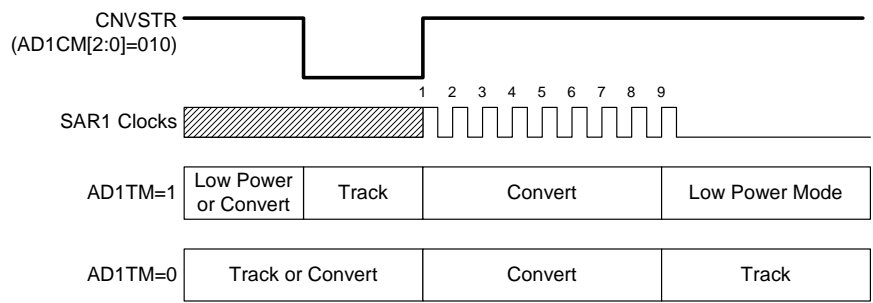 CNVSTR
(AD1CM[2:0]=010)
1 2 3 4 5 6 7 8 9
SAR1 Clocks
AD1TM=1 Low Power or Convert Track Convert Low Power Mode
AD1TM=0 Track or Convert Convert Track